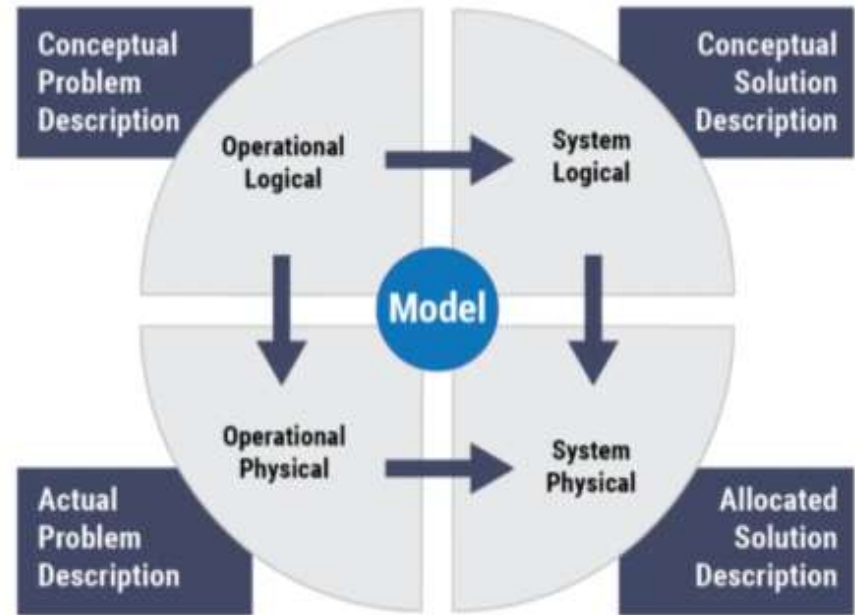 Conceptual
Problem
Description
Conceptual
Solution
Description
Operational
Logical
System
Logical
Model
Operational
Physical
System
Physical
Actual
Problem
Description
Allocated
Solution
Description